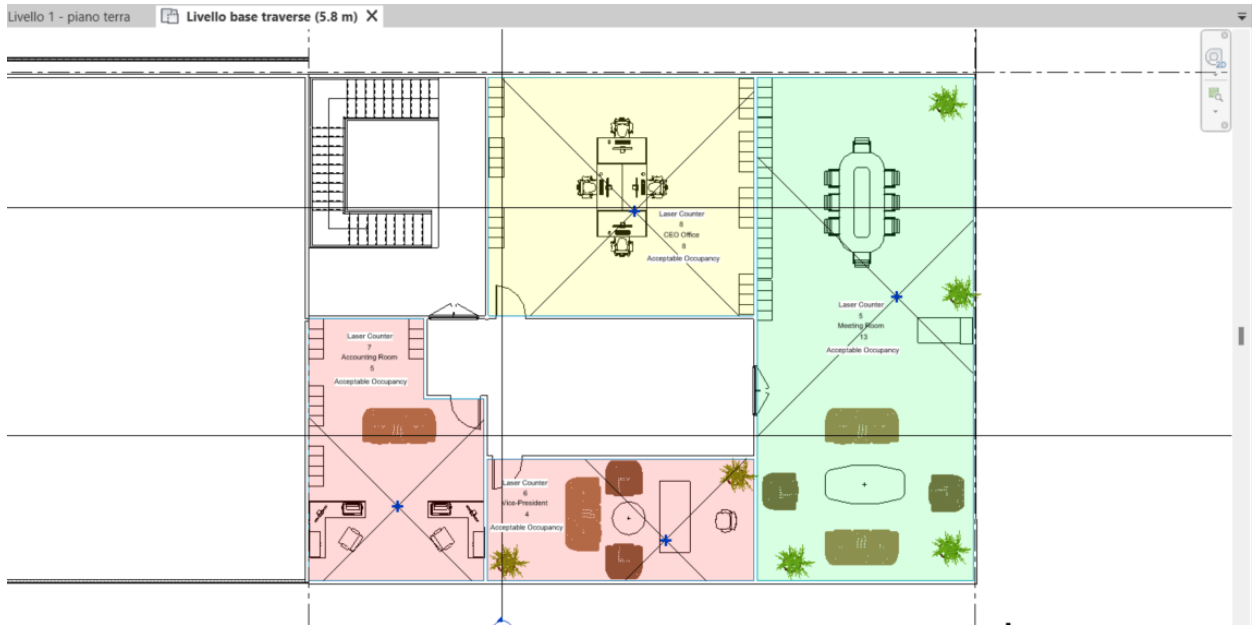 Livello 1 - piano terra
Livello base traverse (5.8 m)
2D
Laser Counter
8
CEO Office
8
Acceptable Occupancy
Laser Counter
5
Meeting Room
13
Acceptable Occupancy
Laser Counter
7
Accounting Room
5
Acceptable Occupancy
Laser Counter
6
Vice-President
4
Acceptable Occupancy